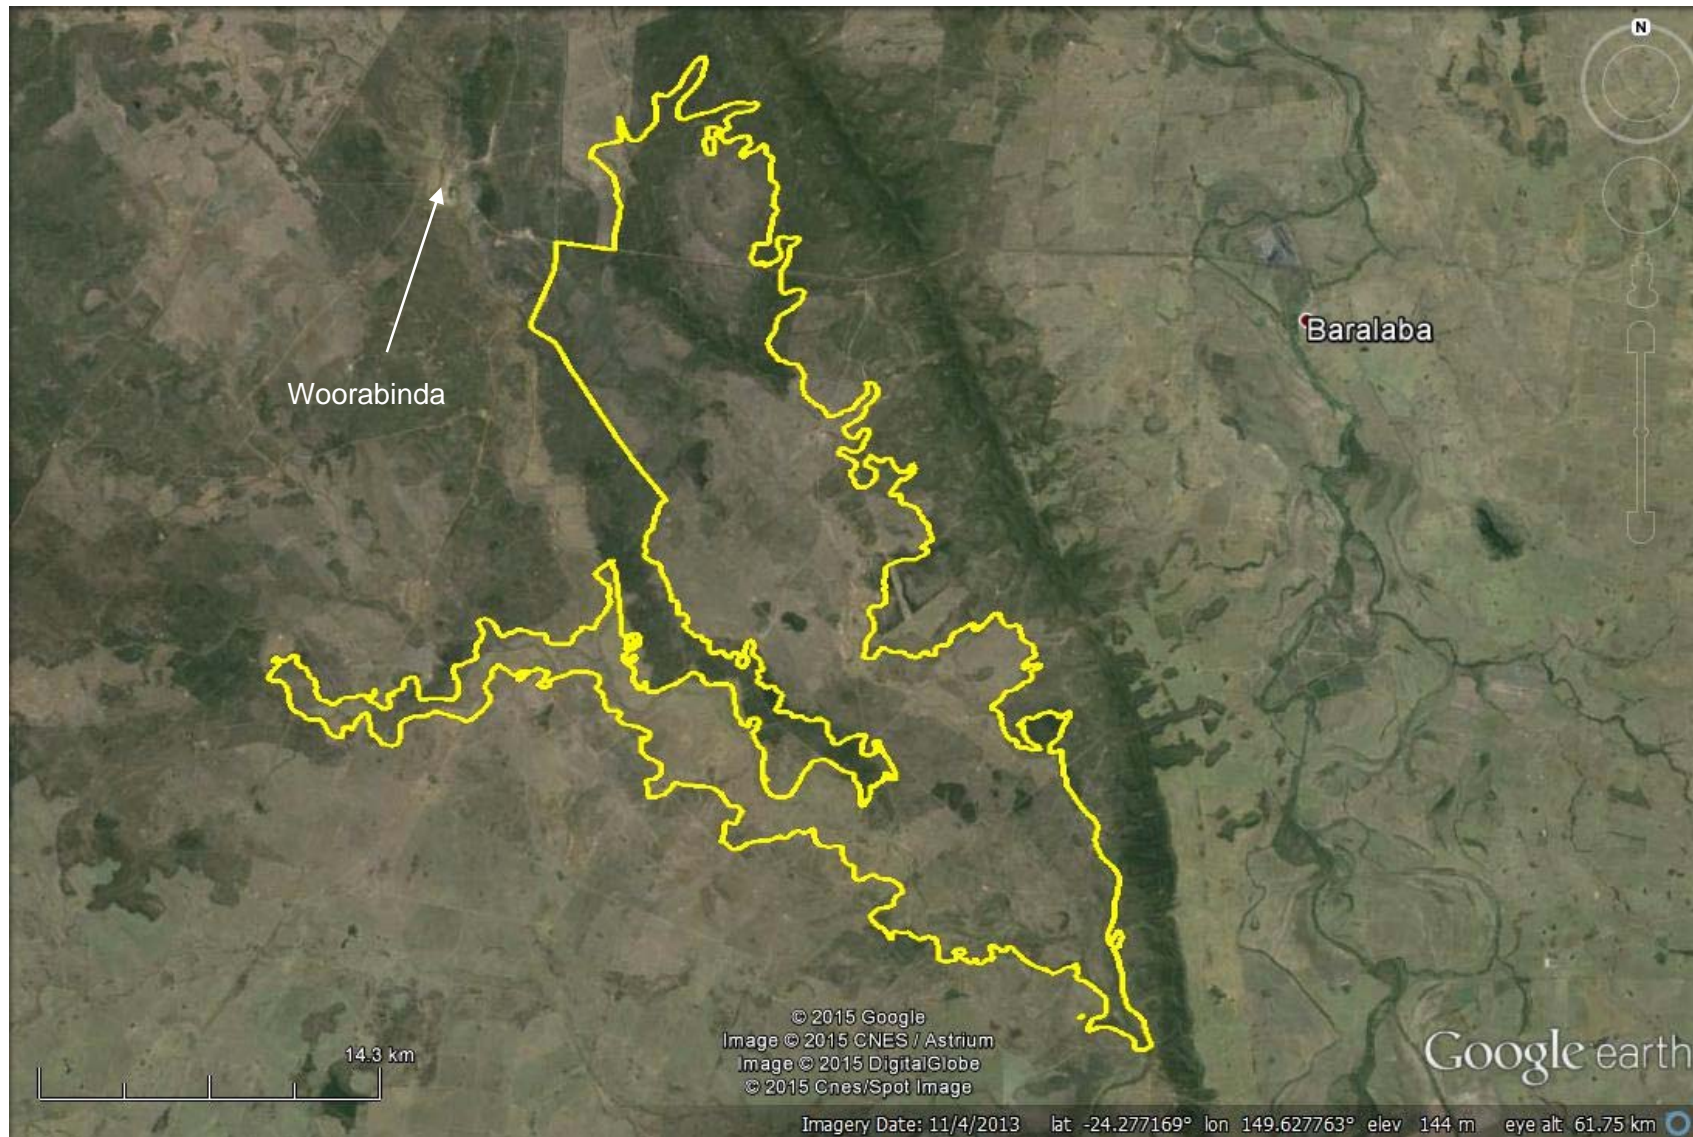 N
Baralaba
Woorabinda
© 2015 Google
Image © 2015 CNES / Astrium
Image © 2015 DigitalGlobe
© 2015 Cnes/Spot Image
14.3 km
Google earth
Imagery Date: 11/4/2013 lat -24.277169° lon 149.627763° elev 144 m eye alt 61.75 km